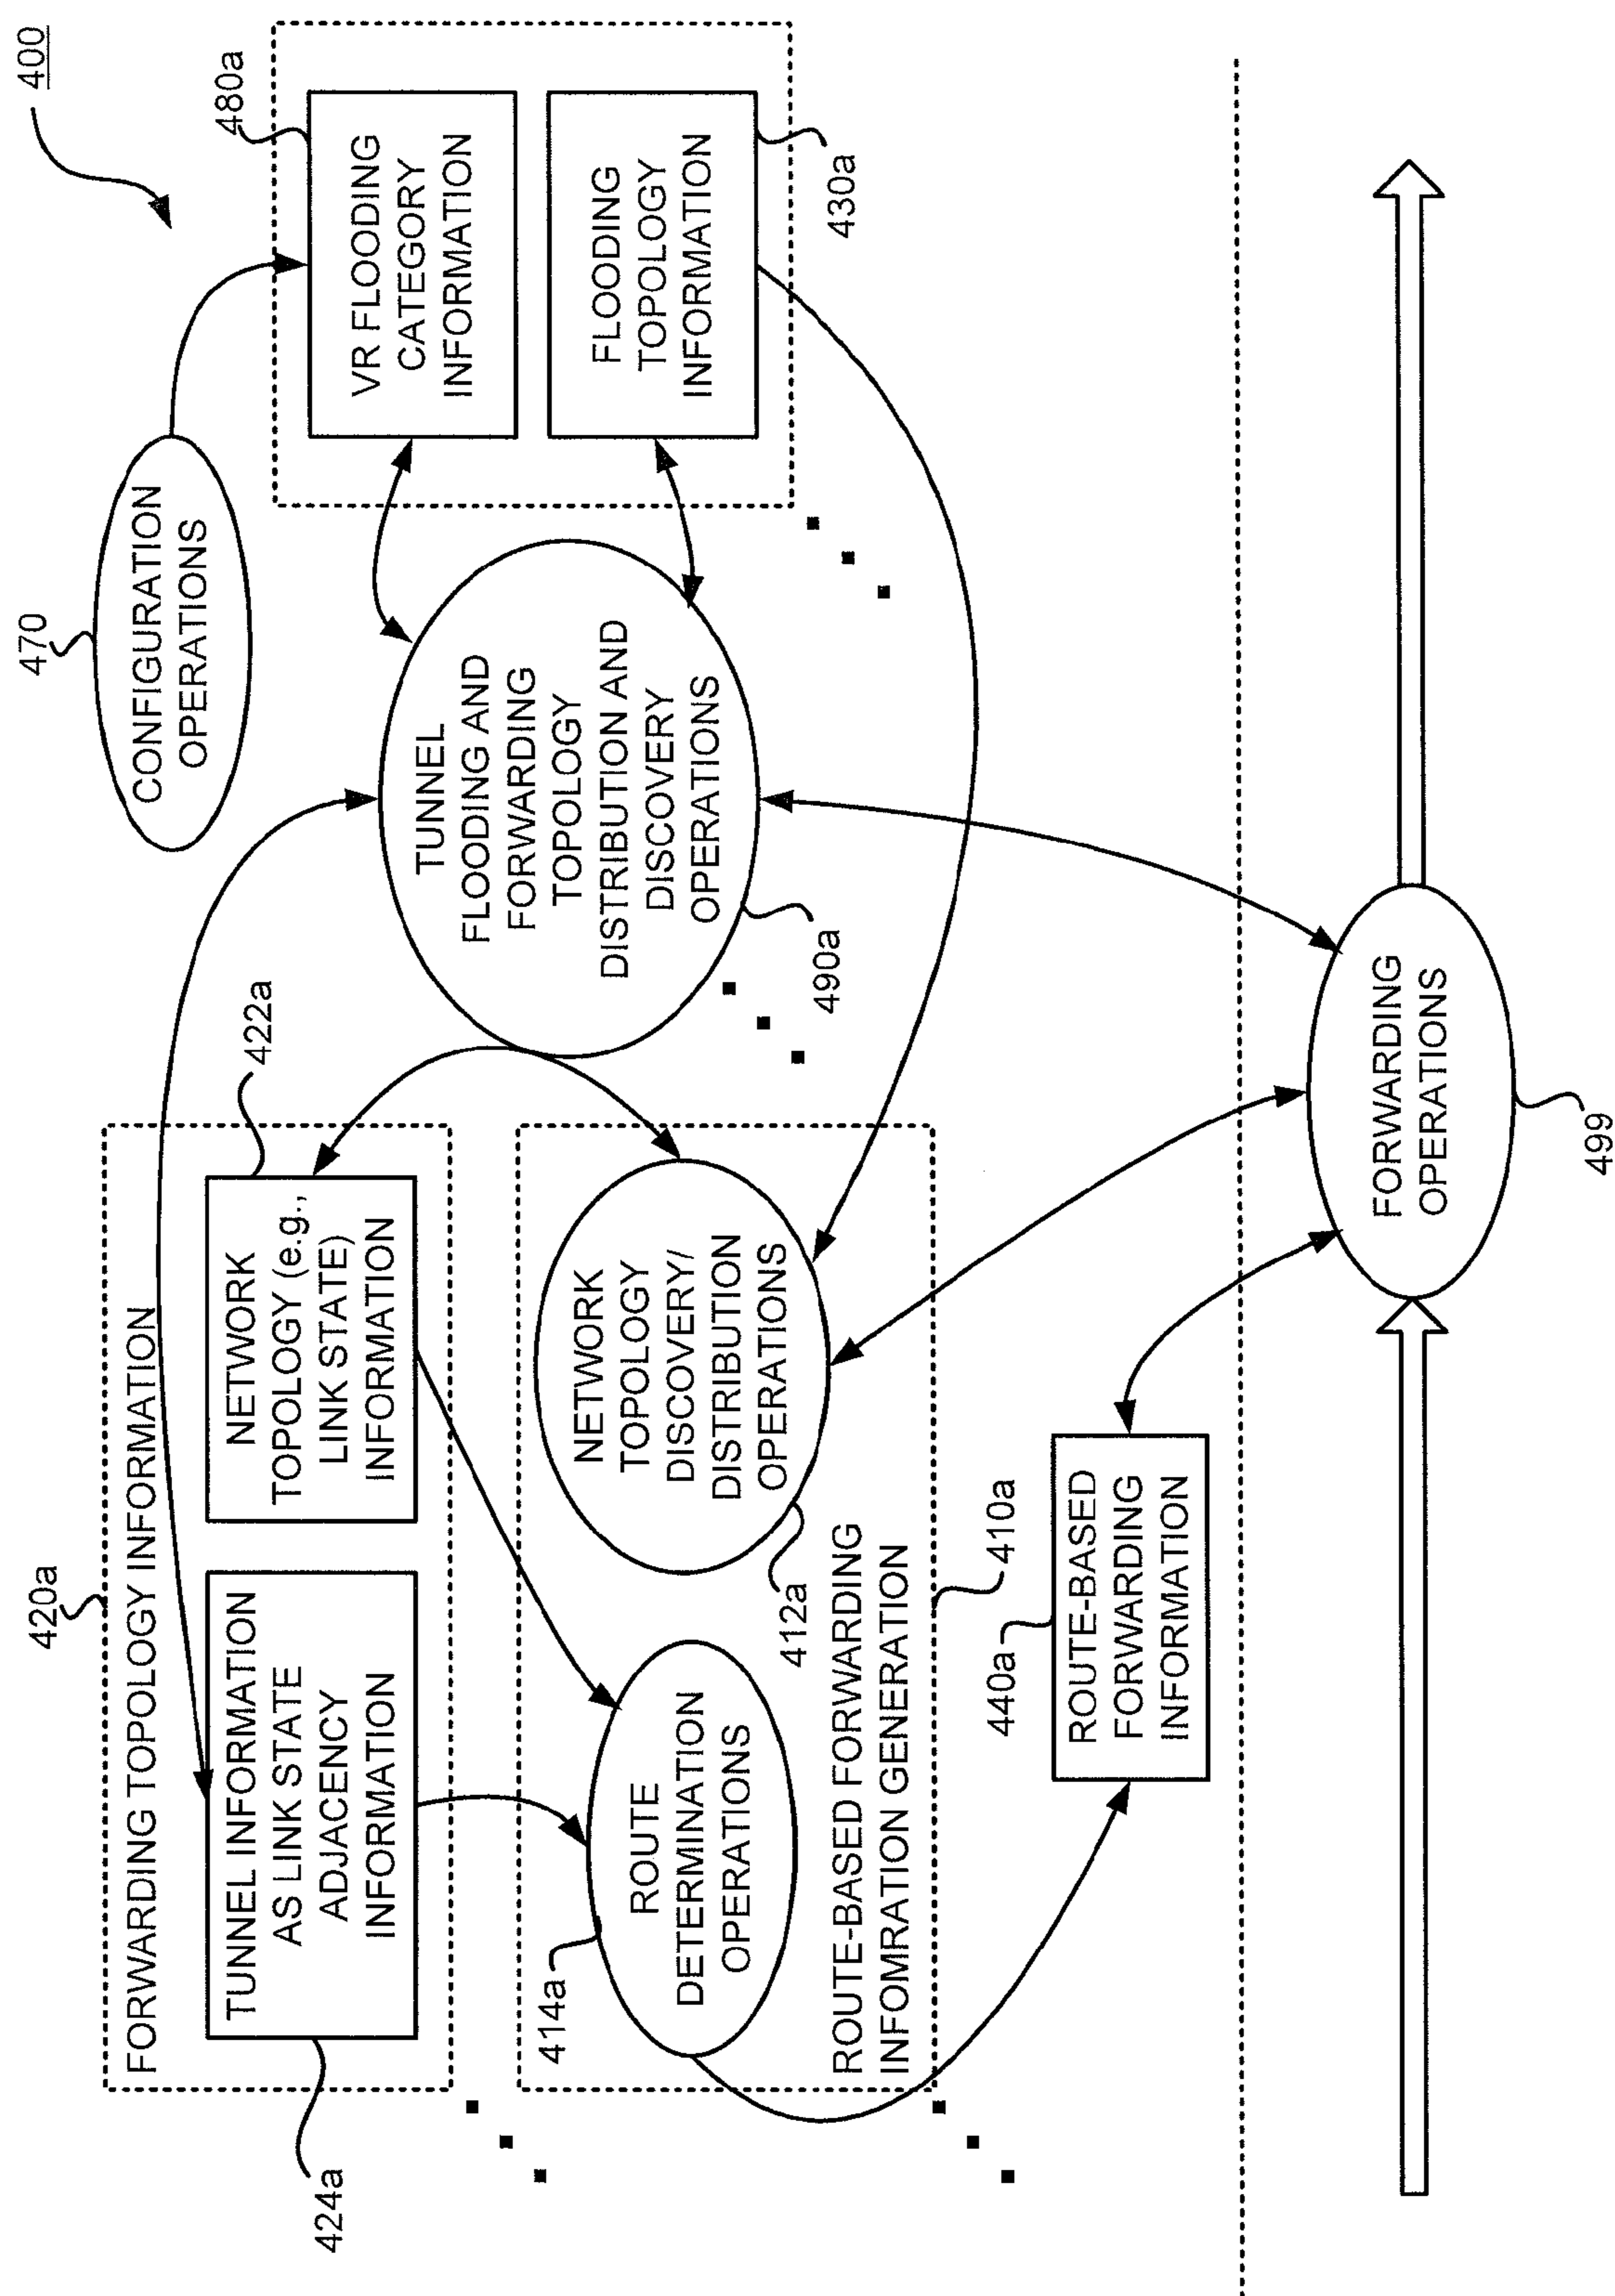 400
470
CONFIGURATION
OPERATIONS
480a
VR FLOODING
CATEGORY
INFORMATION
FLOODING
TOPOLOGY
INFORMATION
430a
TUNNEL
FLOODING AND
FORWARDING
TOPOLOGY
DISTRIBUTION AND
DISCOVERY
OPERATIONS
490a
420a
FORWARDING TOPOLOGY INFORMATION
424a
TUNNEL INFORMATION
AS LINK STATE
ADJACENCY
INFORMATION
422a
NETWORK
TOPOLOGY (e.g.,
LINK STATE)
INFORMATION
414a
ROUTE
DETERMINATION
OPERATIONS
NETWORK
TOPOLOGY
DISCOVERY/
DISTRIBUTION
OPERATIONS
412a
ROUTE-BASED FORWARDING
INFOMRATION GENERATION
410a
440a
ROUTE-BASED
FORWARDING
INFORMATION
FORWARDING
OPERATIONS
499